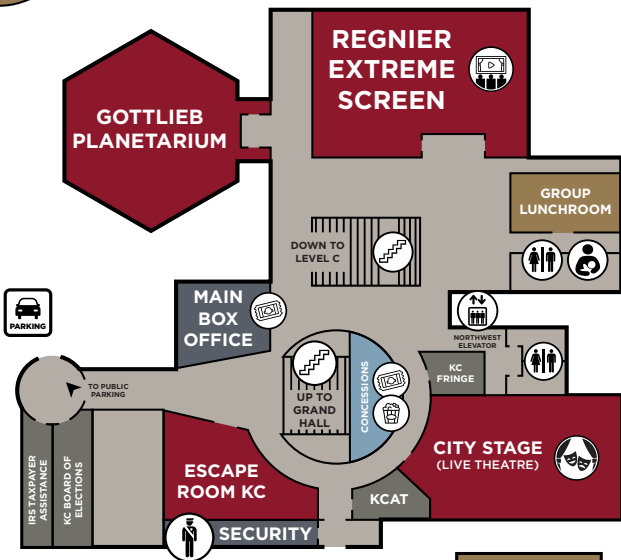 REGNIER
EXTREME
SCREEN
GOTTLIEB
PLANETARIUM
GROUP
LUNCHROOM
DOWN TO
LEVEL C
MAIN
BOX
OFFICE
PARKING
NORTHWEST
ELEVATOR
KC
FRINGE
UP TO
GRAND
HALL
CONCESSIONS
TO PUBLIC
PARKING
CITY STAGE
(LIVE THEATRE)
ESCAPE
ROOM KC
KCAT
IRS TAXPAYER
ASSISTANCE
KC BOARD OF
ELECTIONS
SECURITY